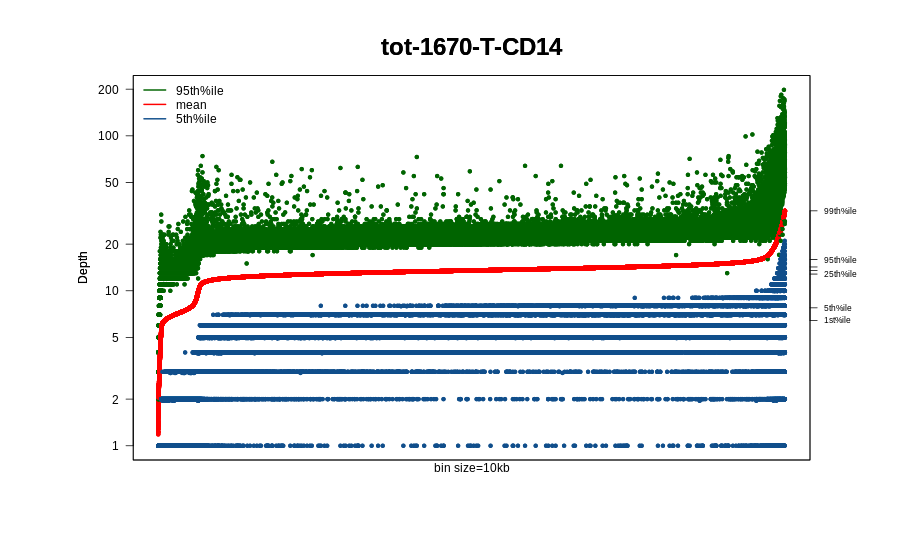 tot-1670-T-CD14
200
100
50
20
10
5
2
1
Depth
95th%ile
mean
5th%ile
99th%ile
95th%ile
25th%ile
5th%ile
1st%ile
bin size=10kb